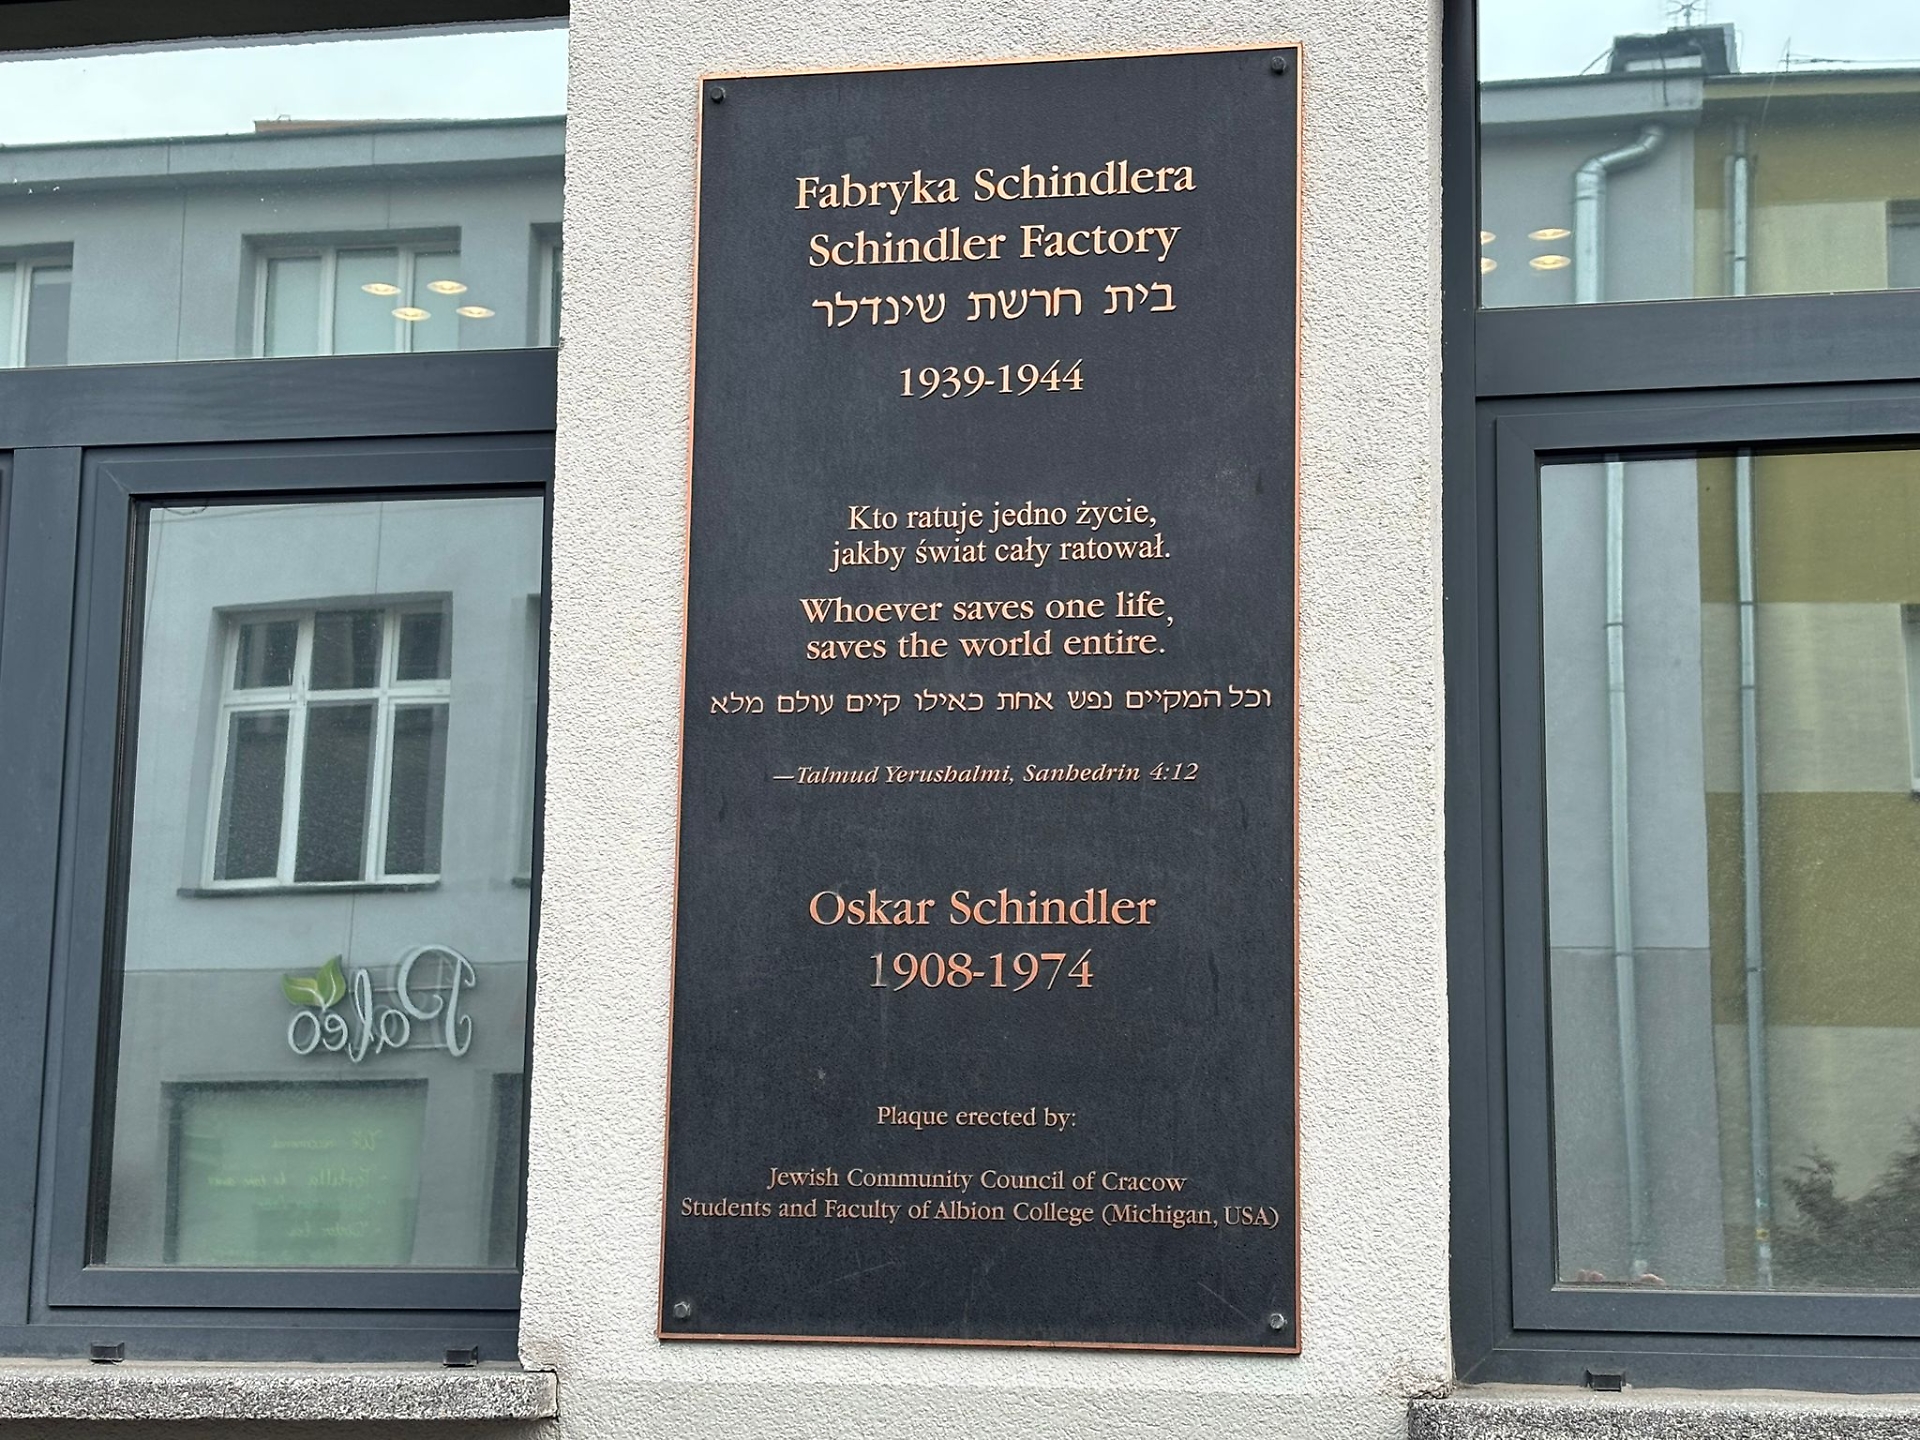 Fabryka Schindlera
Schindler Factory
בית חרשת שינדלר
1939-1944
Kto ratuje jedno życie,
jakby świat cały ratował.
Whoever saves one life,
saves the world entire.
וכל המקיים נפש אחת כאילו קיים עולם מלא
—Talmud Yerushalmi, Sanhedrin 4:12
Oskar Schindler
1908-1974
Plaque erected by:
Jewish Community Council of Cracow
Students and Faculty of Albion College (Michigan, USA)
Paleo